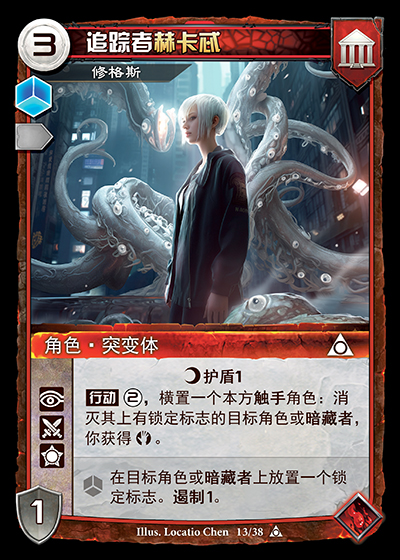 3
追踪者赫卡忒
修格斯
角色·突变体
护盾1
行动②,横置一个本方触手角色:消
灭其上有锁定标志的目标角色或暗藏者,
你获得 。
在目标角色或暗藏者上放置一个锁
定标志。遏制1。
1
Illus. Locatio Chen 13/38